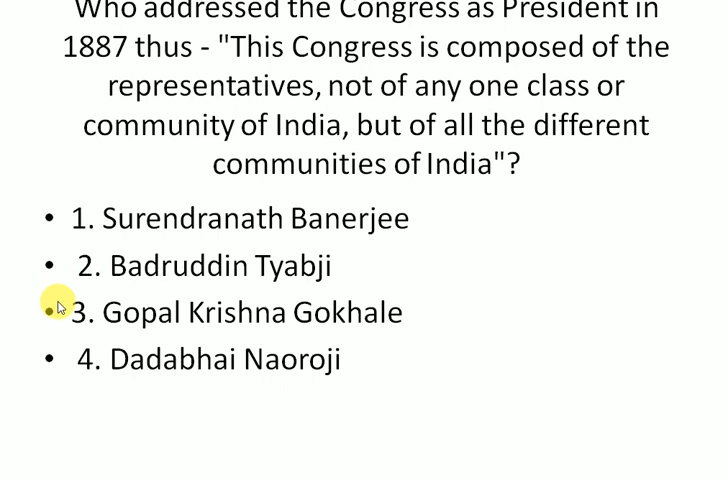 Who addressed the Congress as President in
1887 thus - "This Congress is composed of the
representatives, not of any one class or
community of India, but of all the different
communities of India"?
• 1. Surendranath Banerjee
• 2. Badruddin Tyabji
• 3. Gopal Krishna Gokhale
• 4. Dadabhai Naoroji